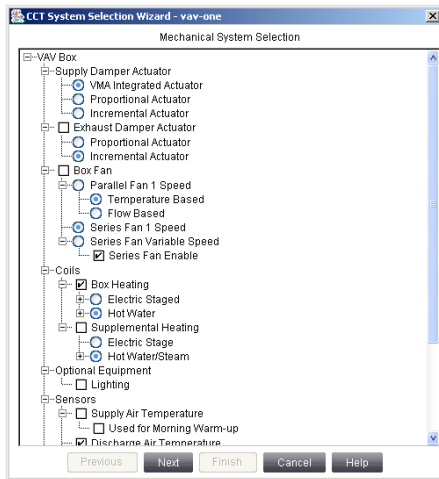 CCT System Selection Wizard - vav-one
Mechanical System Selection
VAV Box
Supply Damper Actuator
VMA Integrated Actuator
Proportional Actuator
Incremental Actuator
Exhaust Damper Actuator
Proportional Actuator
Incremental Actuator
Box Fan
Parallel Fan 1 Speed
Temperature Based
Flow Based
Series Fan 1 Speed
Series Fan Variable Speed
Series Fan Enable
Coils
Box Heating
Electric Staged
Hot Water
Supplemental Heating
Electric Stage
Hot Water/Steam
Optional Equipment
Lighting
Sensors
Supply Air Temperature
Used for Morning Warm-up
Discharge Air Temperature
Previous Next Finish Cancel Help